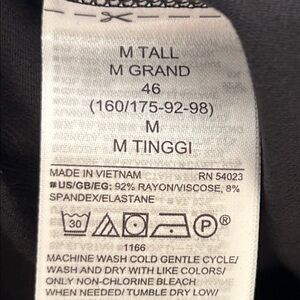 M TALL
M GRAND
46
(160/175-92-98)
M
M TINGGI
MADE IN VIETNAM RN 54023
# US/GB/EG: 92% RAYON/VISCOSE, 8%
SPANDEX/ELASTANE
30 P ®
1166
MACHINE WASH COLD GENTLE CYCLE/
WASH AND DRY WITH LIKE COLORS/
ONLY NON-CHLORINE BLEACH
WHEN NEEDED/ TUMBLE DRY LOW/